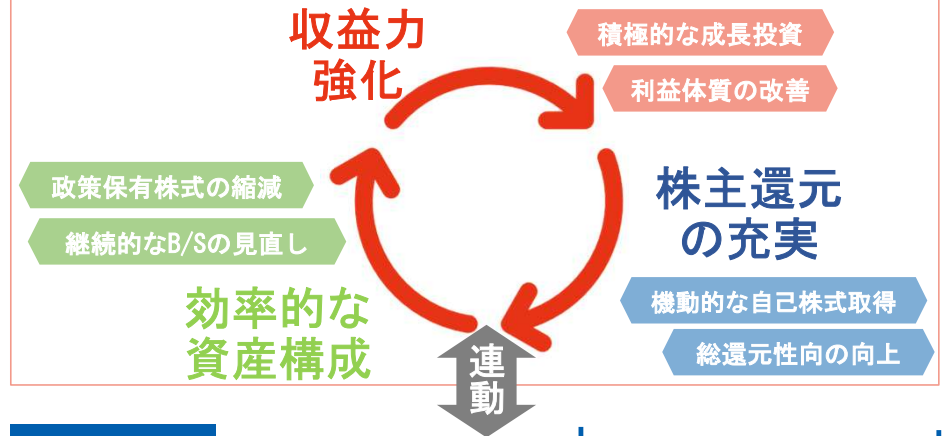 収益力
強化
積極的な成長投資
利益体質の改善
政策保有株式の縮減
継続的なB/Sの見直し
株主還元
の充実
効率的な
資産構成
機動的な自己株式取得
総還元性向の向上
連動